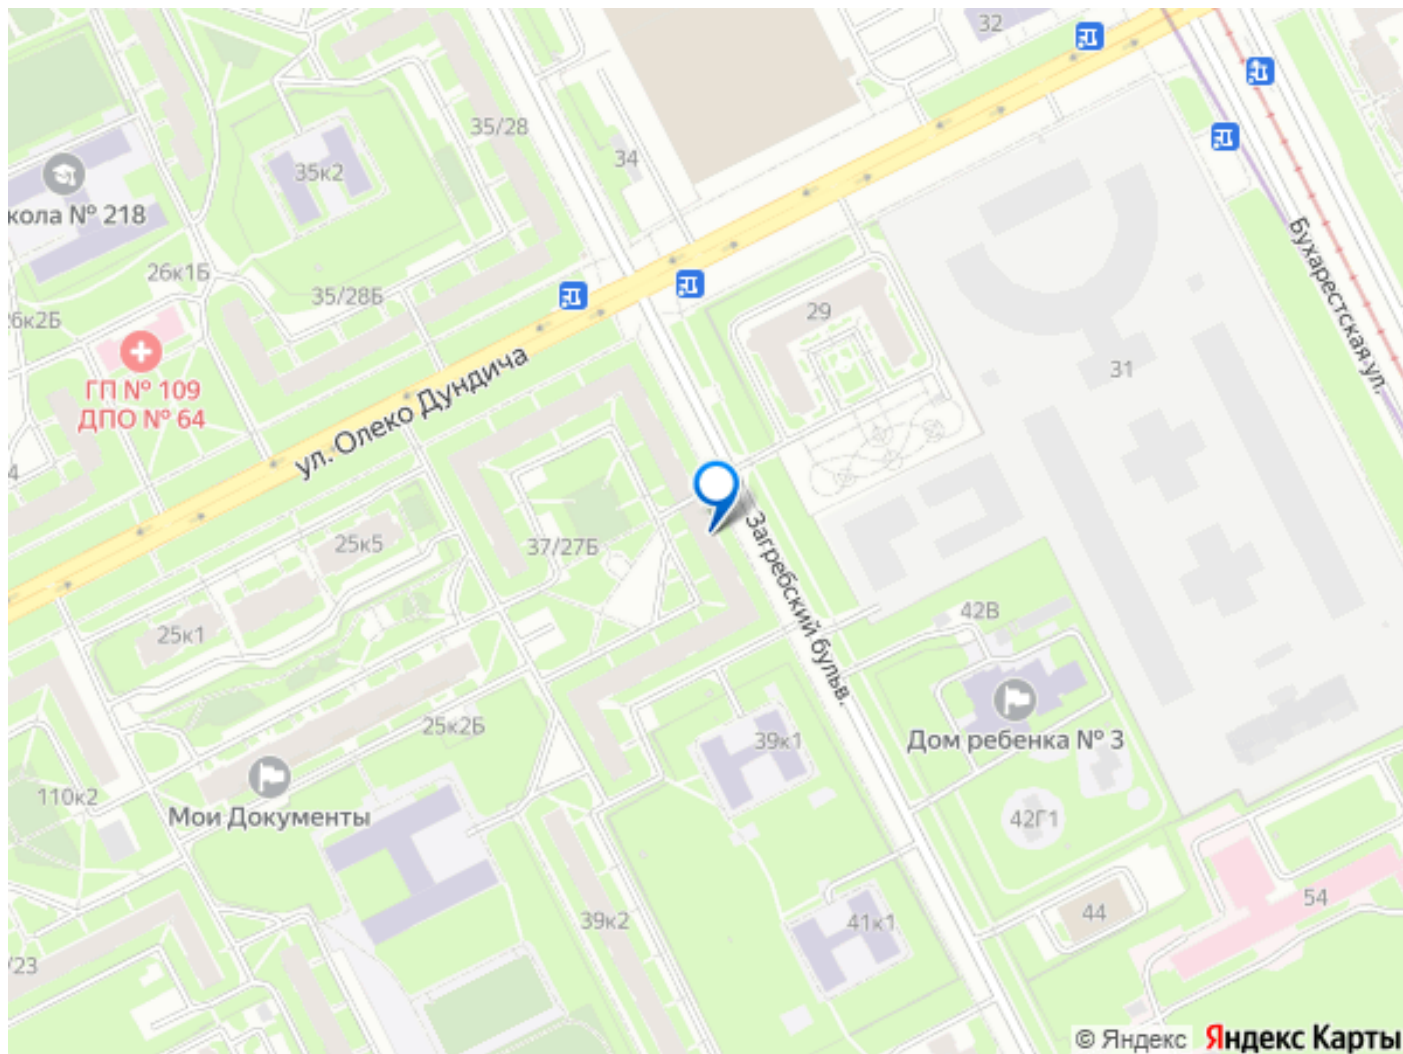 32
35/28
34
35к2
кола № 218
26к1Б
35/28Б
26к2Б
29
Бухарестская ул.
31
ГП № 109
ДПО № 64
ул. Олеко Дундича
4
25к5
37/27Б
Загребский бульв.
25к1
42В
25к2Б
39к1
Дом ребенка № 3
110к2
Мои Документы
42Г1
54
44
39к2
41к1
/23
© Яндекс Яндекс Карты